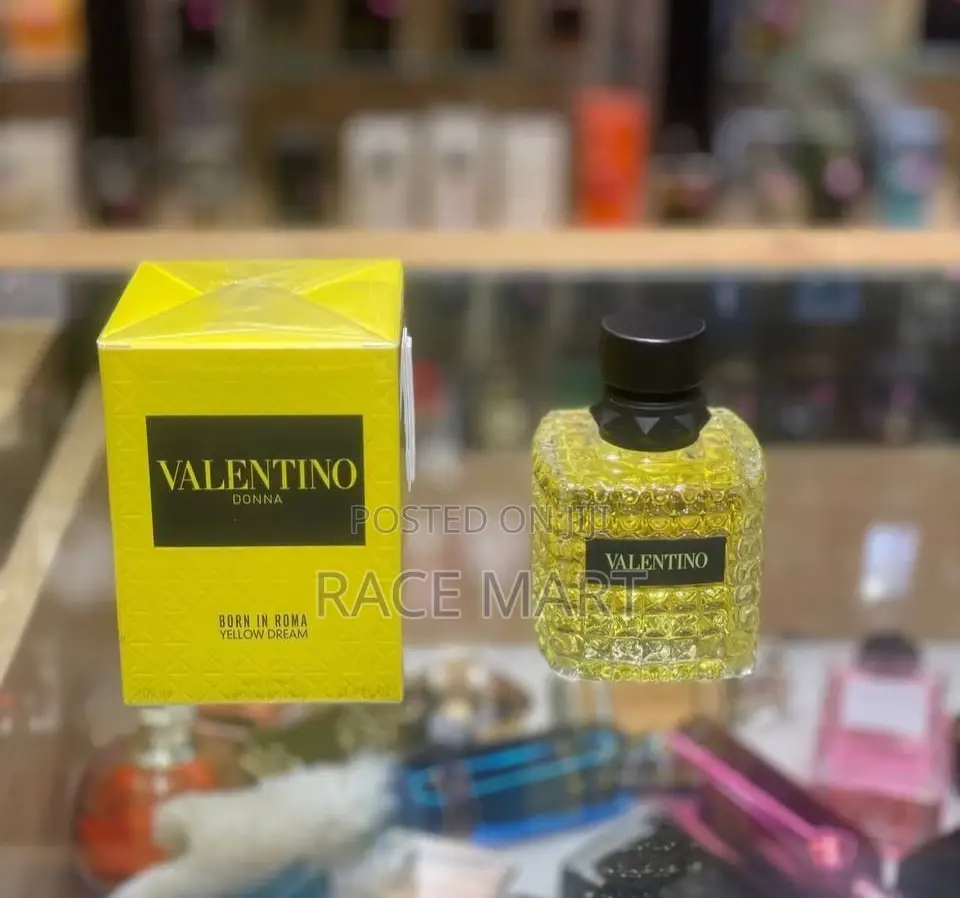 VALENTINO
DONNA
BORN IN ROMA
YELLOW DREAM
VALENTINO
POSTED ON JIJI
RACE MART